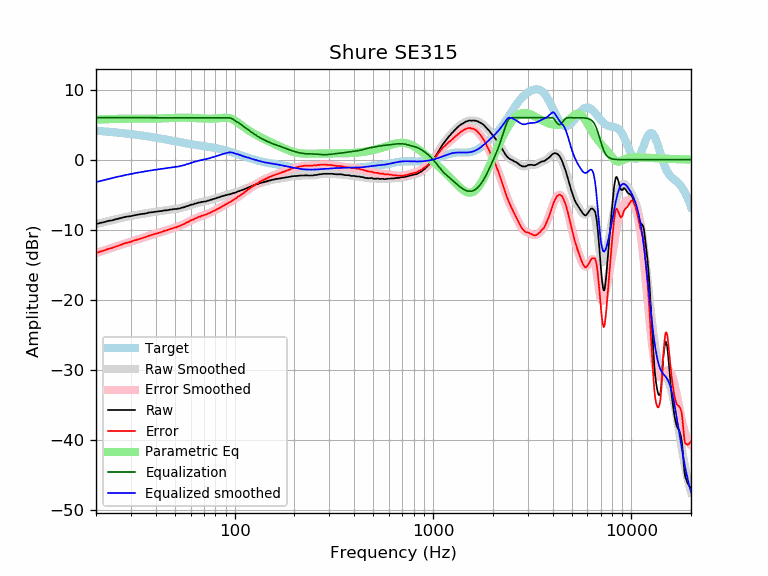 Shure SE315
Amplitude (dBr)
10
0
−10
−20
−30
−40
−50
Target
Raw Smoothed
Error Smoothed
Raw
Error
Parametric Eq
Equalization
Equalized smoothed
100 1000 10000
Frequency (Hz)